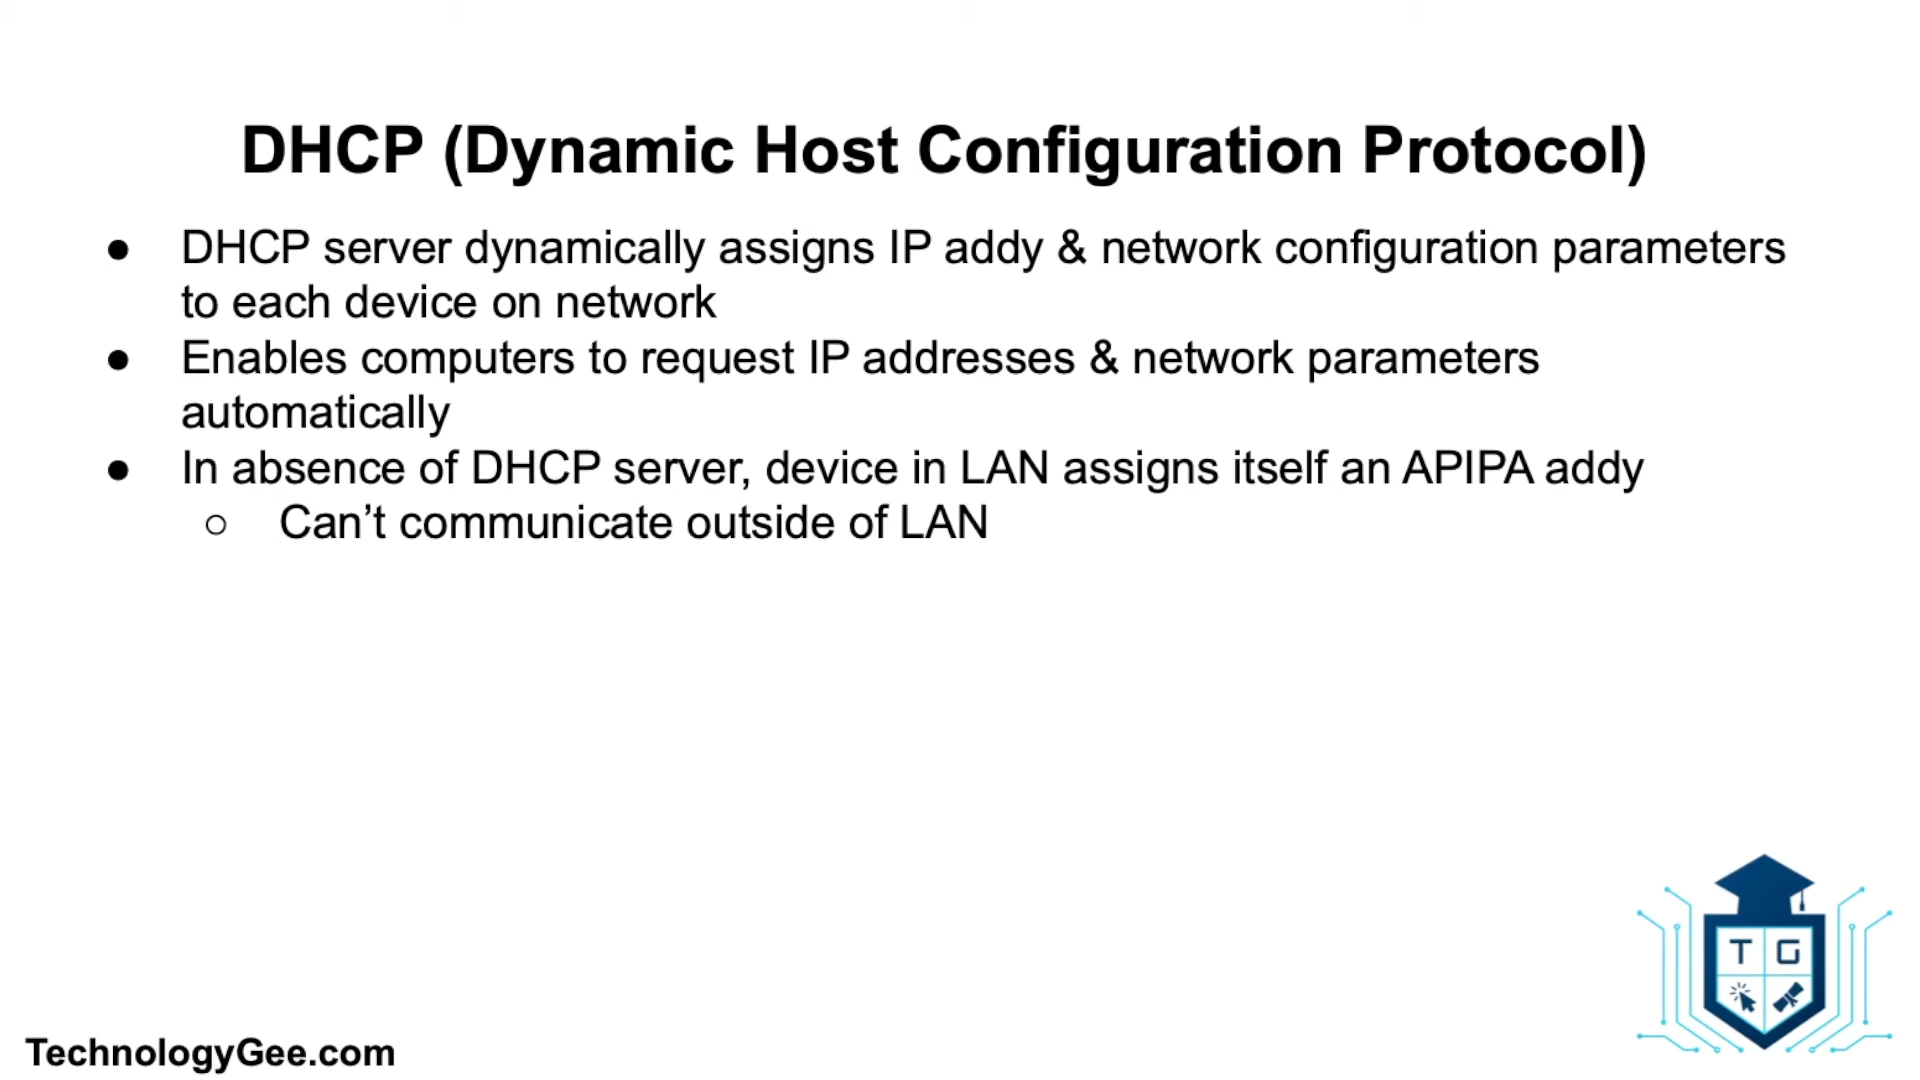 DHCP (Dynamic Host Configuration Protocol)
● DHCP server dynamically assigns IP addy & network configuration parameters
to each device on network
● Enables computers to request IP addresses & network parameters
automatically
● In absence of DHCP server, device in LAN assigns itself an APIPA addy
○ Can’t communicate outside of LAN
T G
TechnologyGee.com